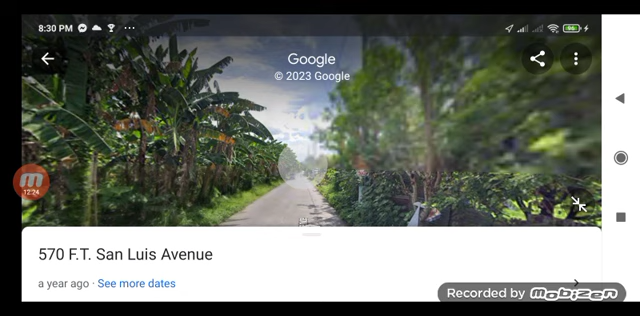 8:30 PM
96
Google
© 2023 Google
12:24
570 F.T. San Luis Avenue
a year ago · See more dates
Recorded by MOBIZEN